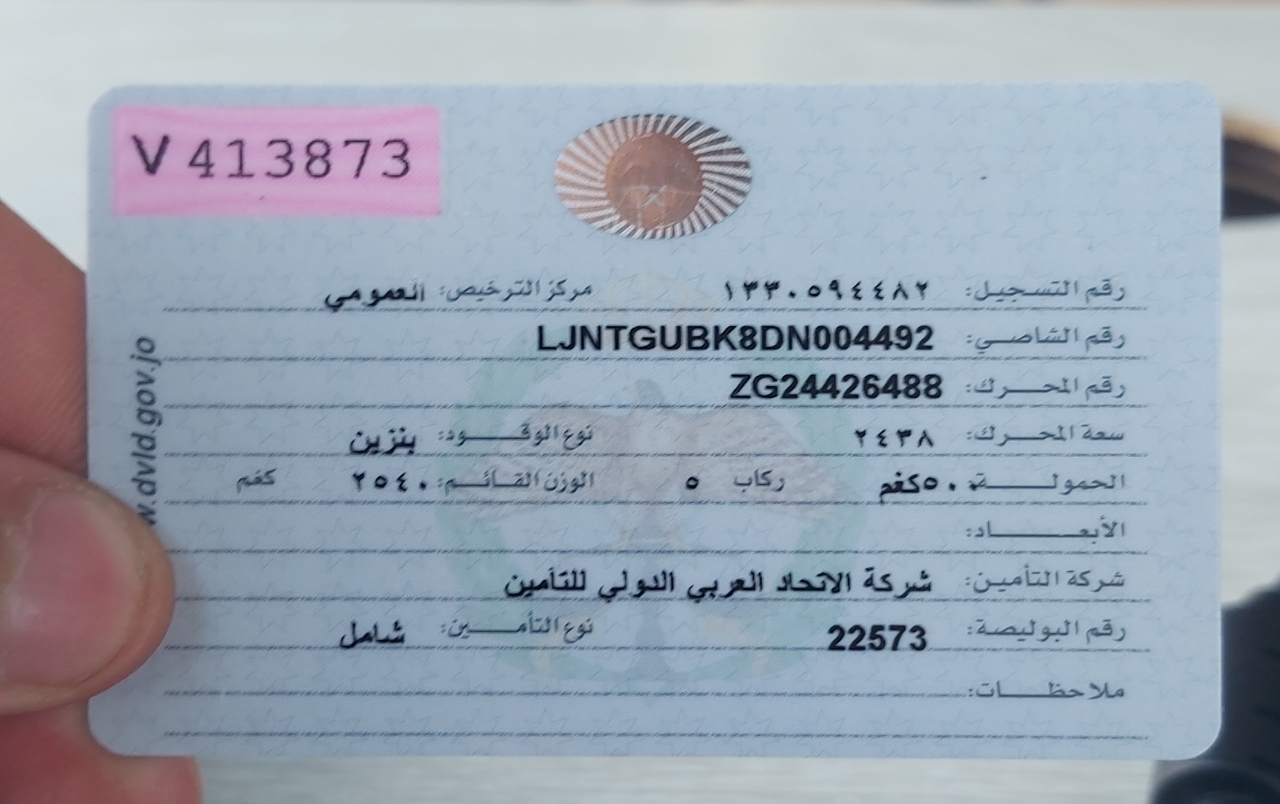 V 413873
رقم التسجيل: ١٣٣٠٥٩٤٤٨٢ مركز الترخيص: العمومي
رقم الشاصي: LJNTGUBK8DN004492
رقم المحرك: ZG24426488
سعة المحرك: ٢٤٣٨ نوع الوقود: بنزين
الحمولة: ٥٠٠كغم ركاب ٥ الوزن القائم: ٢٥٤٠ كغم
الأبعاد:
شركة التأمين: شركة الاتحاد العربي الدولي للتأمين
رقم البوليصة: 22573 نوع التأمين: شامل
ملاحظات:
w.dvld.gov.jo